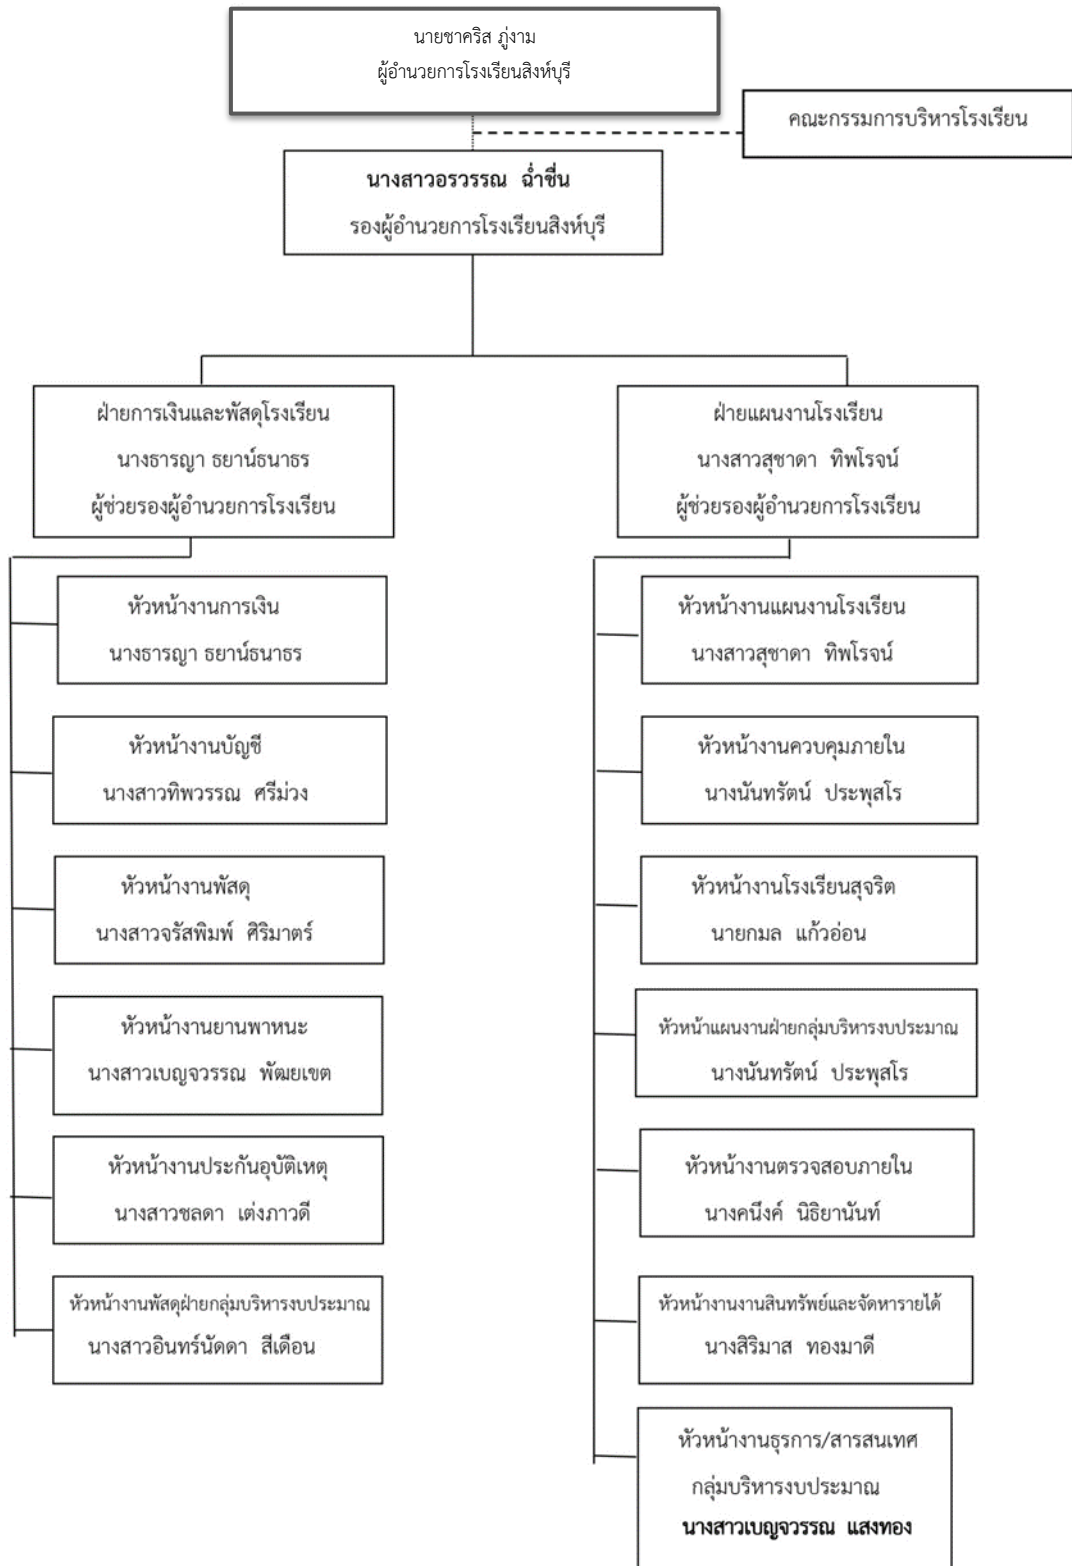 นายชาคริส ภู่งาม
ผู้อำนวยการโรงเรียนสิงห์บุรี
คณะกรรมการบริหารโรงเรียน
นางสาวอรวรรณ ฉ่ำชื่น
รองผู้อำนวยการโรงเรียนสิงห์บุรี
ฝ่ายการเงินและพัสดุโรงเรียน
นางธารญา ธยาน์ธนาธร
ผู้ช่วยรองผู้อำนวยการโรงเรียน
หัวหน้างานการเงิน
นางธารญา ธยาน์ธนาธร
หัวหน้างานบัญชี
นางสาวทิพวรรณ ศรีม่วง
หัวหน้างานพัสดุ
นางสาวจรัสพิมพ์ ศิริมาตร์
หัวหน้างานยานพาหนะ
นางสาวเบญจวรรณ พัฒยเขต
หัวหน้างานประกันอุบัติเหตุ
นางสาวชลดา เต่งภาวดี
หัวหน้างานพัสดุฝ่ายกลุ่มบริหารงบประมาณ
นางสาวอินทร์นัดดา สีเดือน
ฝ่ายแผนงานโรงเรียน
นางสาวสุชาดา ทิพโรจน์
ผู้ช่วยรองผู้อำนวยการโรงเรียน
หัวหน้างานแผนงานโรงเรียน
นางสาวสุชาดา ทิพโรจน์
หัวหน้างานควบคุมภายใน
นางนันทรัตน์ ประพุสโร
หัวหน้างานโรงเรียนสุจริต
นายกมล แก้วอ่อน
หัวหน้าแผนงานฝ่ายกลุ่มบริหารงบประมาณ
นางนันทรัตน์ ประพุสโร
หัวหน้างานตรวจสอบภายใน
นางคนึงค์ นิธิยานันท์
หัวหน้างานงานสินทรัพย์และจัดหารายได้
นางสิริมาส ทองมาดี
หัวหน้างานธุรการ/สารสนเทศ
กลุ่มบริหารงบประมาณ
นางสาวเบญจวรรณ แสงทอง